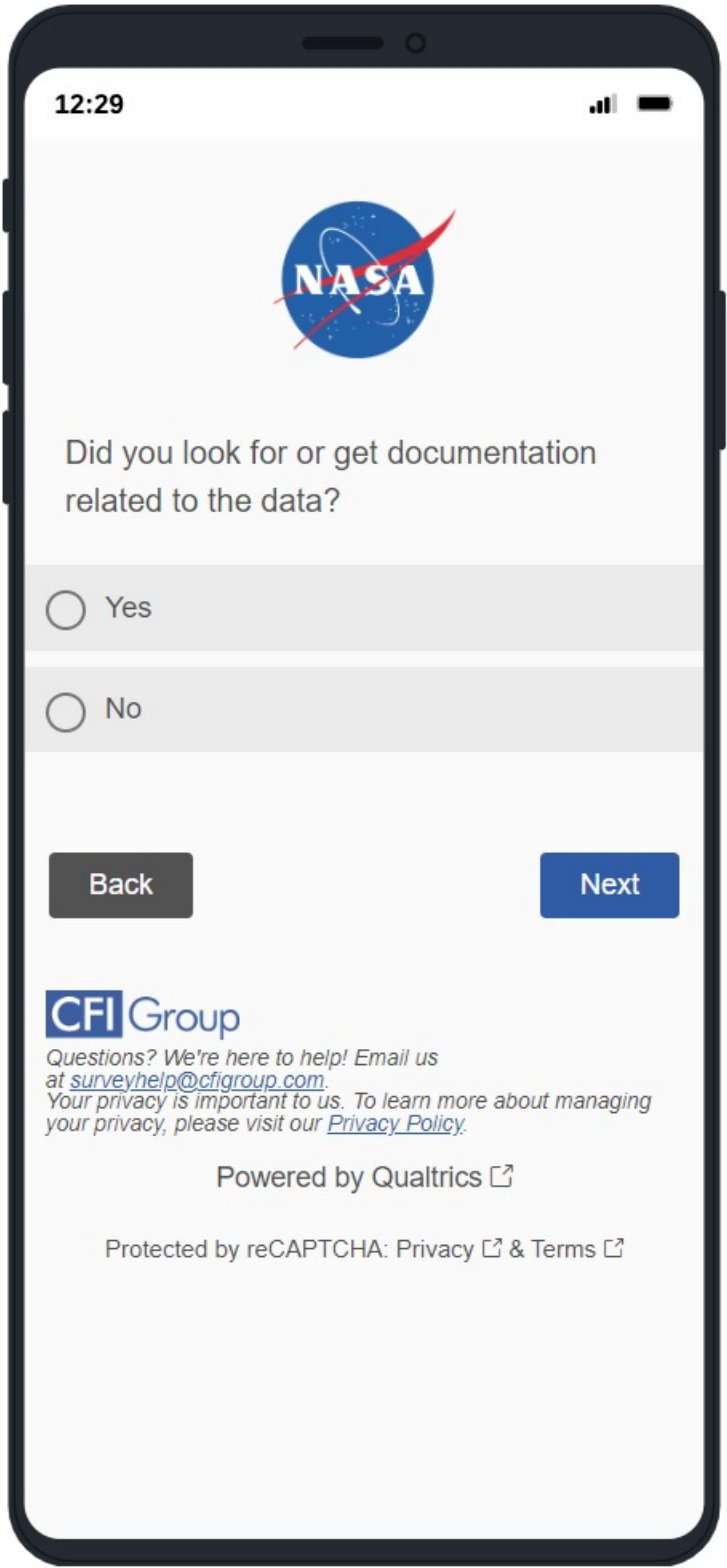 12:29
NASA
Did you look for or get documentation
related to the data?
Yes
No
Back
Next
CFI Group
Questions? We're here to help! Email us
at surveyhelp@cfigroup.com.
Your privacy is important to us. To learn more about managing
your privacy, please visit our Privacy Policy.
Powered by Qualtrics
Protected by reCAPTCHA: Privacy & Terms